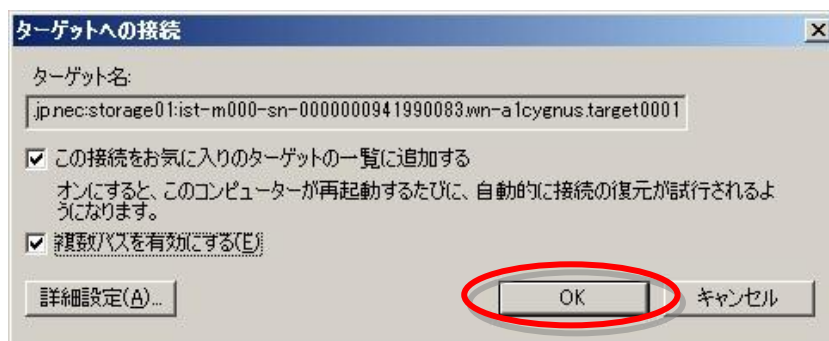 ターゲットへの接続
ターゲット名:
.jp.nec:storage01:ist-m000-sn-0000000941990083.wn-a1cygnus.target0001
この接続をお気に入りのターゲットの一覧に追加する
オンにすると、このコンピューターが再起動するたびに、自動的に接続の復元が試行されるよ
うになります。
複数パスを有効にする(E)
詳細設定(A)...
OK
キャンセル